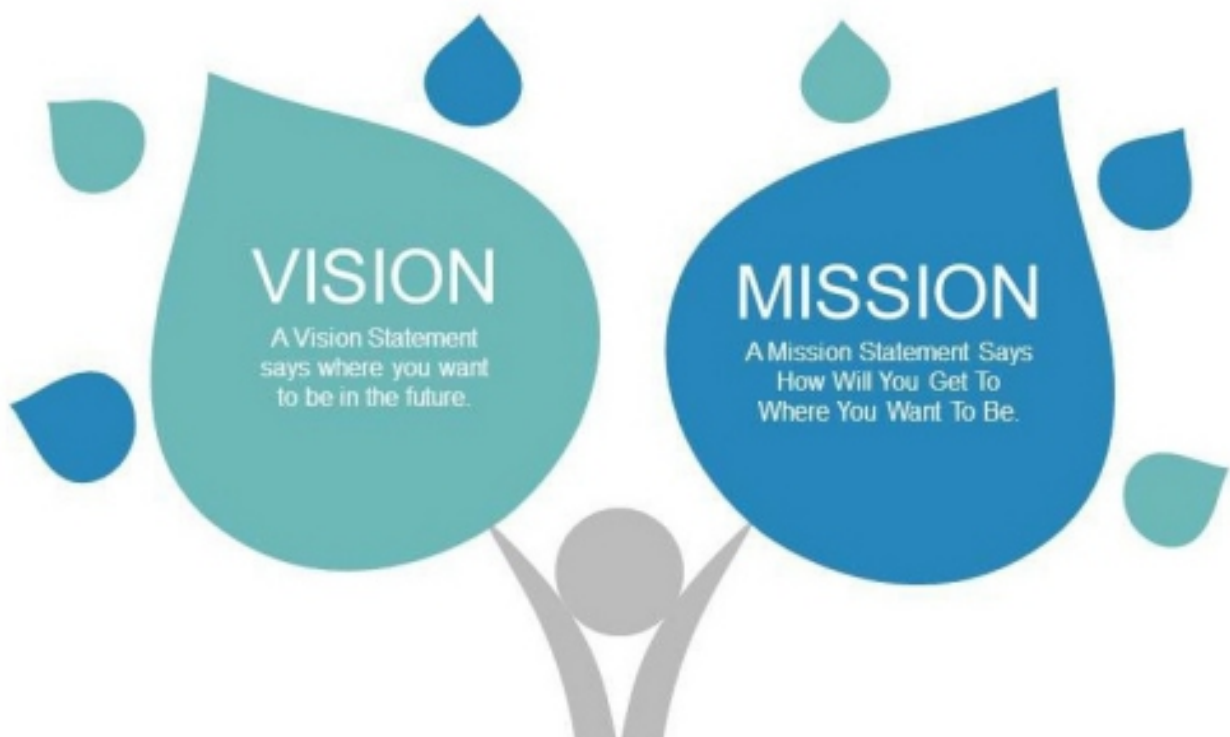 VISION
A Vision Statement
says where you want
to be in the future.
MISSION
A Mission Statement Says
How Will You Get To
Where You Want To Be.